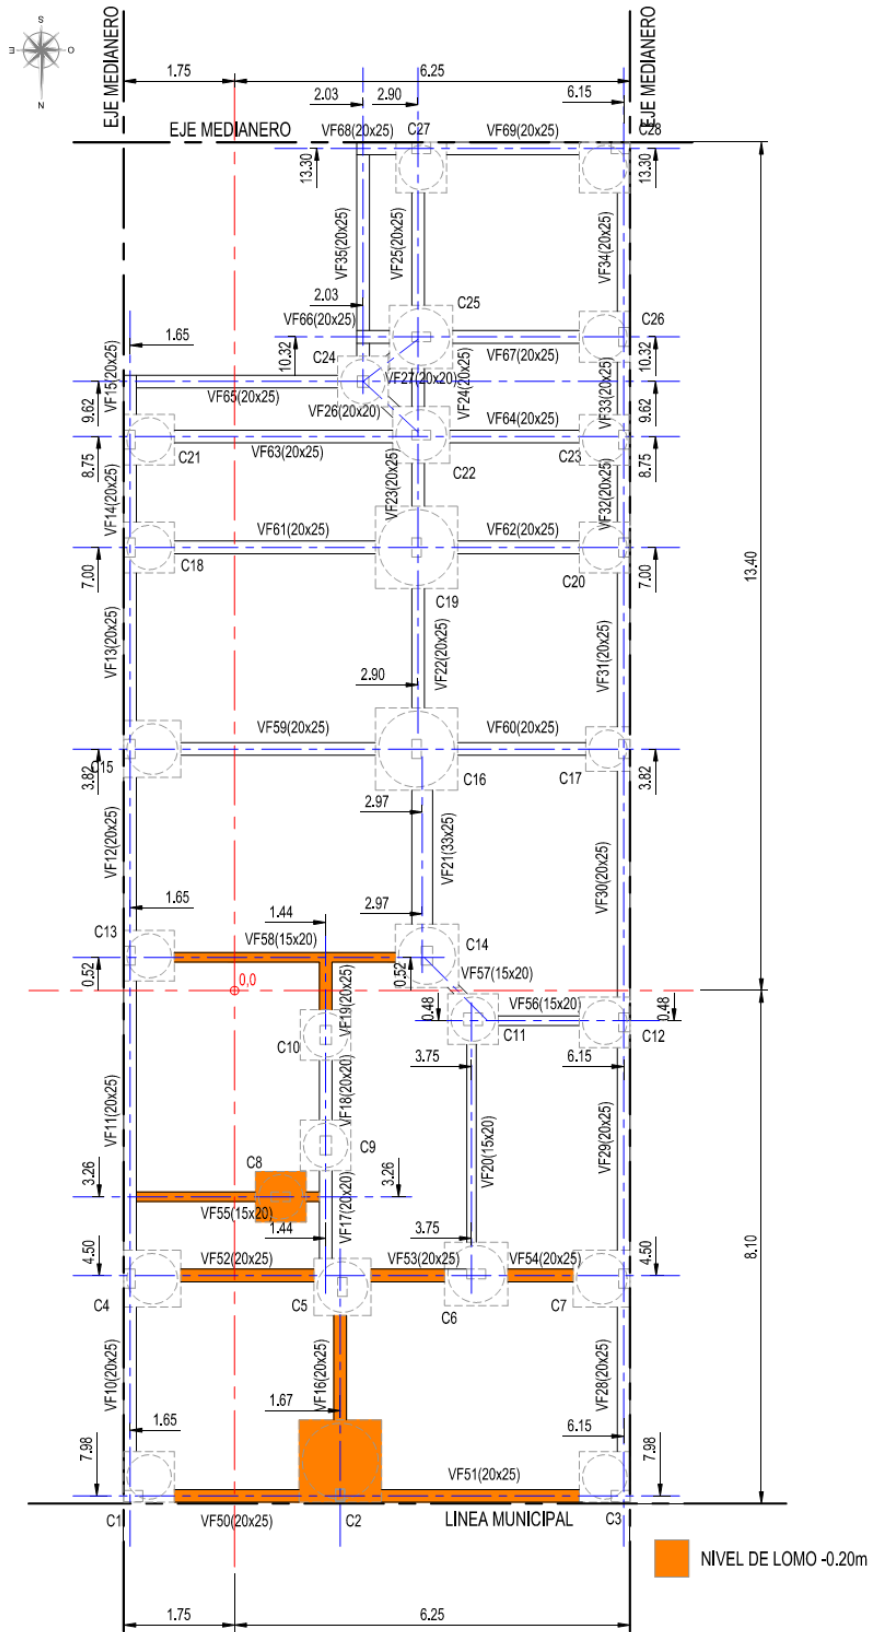 S
E
O
N
EJE MEDIANERO
EJE MEDIANERO
1.75
6.25
2.03
2.90
6.15
EJE MEDIANERO
VF68(20x25)
C27
VF69(20x25)
C28
13.30
13.30
VF35(20x25)
VF25(20x25)
VF34(20x25)
2.03
C25
VF66(20x25)
C26
1.65
10.32
C24
VF67(20x25)
10.32
VF15(20x25)
VF27(20x20)
VF24(20x25)
VF33(20x25)
9.62
VF65(20x25)
VF26(20x20)
VF64(20x25)
9.62
C21
VF63(20x25)
C22
C23
8.75
8.75
VF14(20x25)
VF23(20x25)
VF32(20x25)
VF61(20x25)
VF62(20x25)
C18
C20
7.00
C19
7.00
13.40
VF13(20x25)
VF22(20x25)
VF31(20x25)
2.90
VF59(20x25)
VF60(20x25)
C15
C16
C17
3.82
3.82
2.97
VF12(20x25)
VF21(33x25)
VF30(20x25)
1.65
2.97
1.44
C13
VF58(15x20)
C14
0.52
0.52
VF57(15x20)
0,0
VF19(20x25)
0.48
VF56(15x20)
0.48
C10
C11
C12
3.75
6.15
VF11(20x25)
VF18(20x20)
VF20(15x20)
VF29(20x25)
C8
C9
3.26
3.26
VF55(15x20)
VF17(20x20)
1.44
3.75
4.50
VF52(20x25)
VF53(20x25)
VF54(20x25)
4.50
C4
C5
C6
C7
VF10(20x25)
VF16(20x25)
VF28(20x25)
1.67
1.65
6.15
7.98
VF51(20x25)
7.98
8.10
C1
VF50(20x25)
C2
LINEA MUNICIPAL
C3
NIVEL DE LOMO -0.20m
1.75
6.25